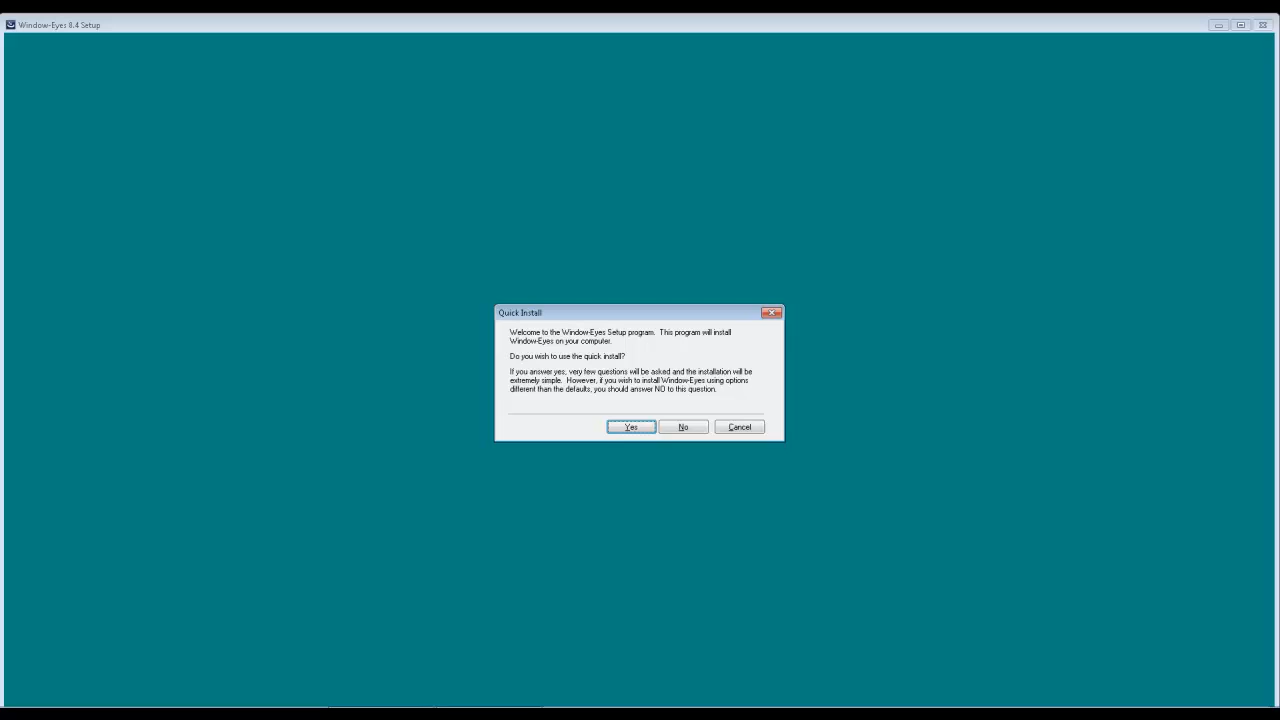 Window-Eyes 8.4 Setup
Quick Install
Welcome to the Window-Eyes Setup program. This program will install
Window-Eyes on your computer.
Do you wish to use the quick install?
If you answer yes, very few questions will be asked and the installation will be
extremely simple. However, if you wish to install Window-Eyes using options
different than the defaults, you should answer NO to this question.
Yes No Cancel